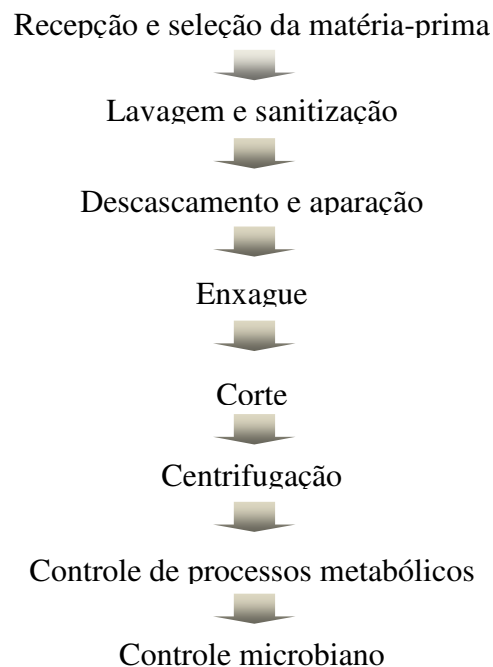 Recepção e seleção da matéria-prima
Lavagem e sanitização
Descascamento e aparação
Enxague
Corte
Centrifugação
Controle de processos metabólicos
Controle microbiano